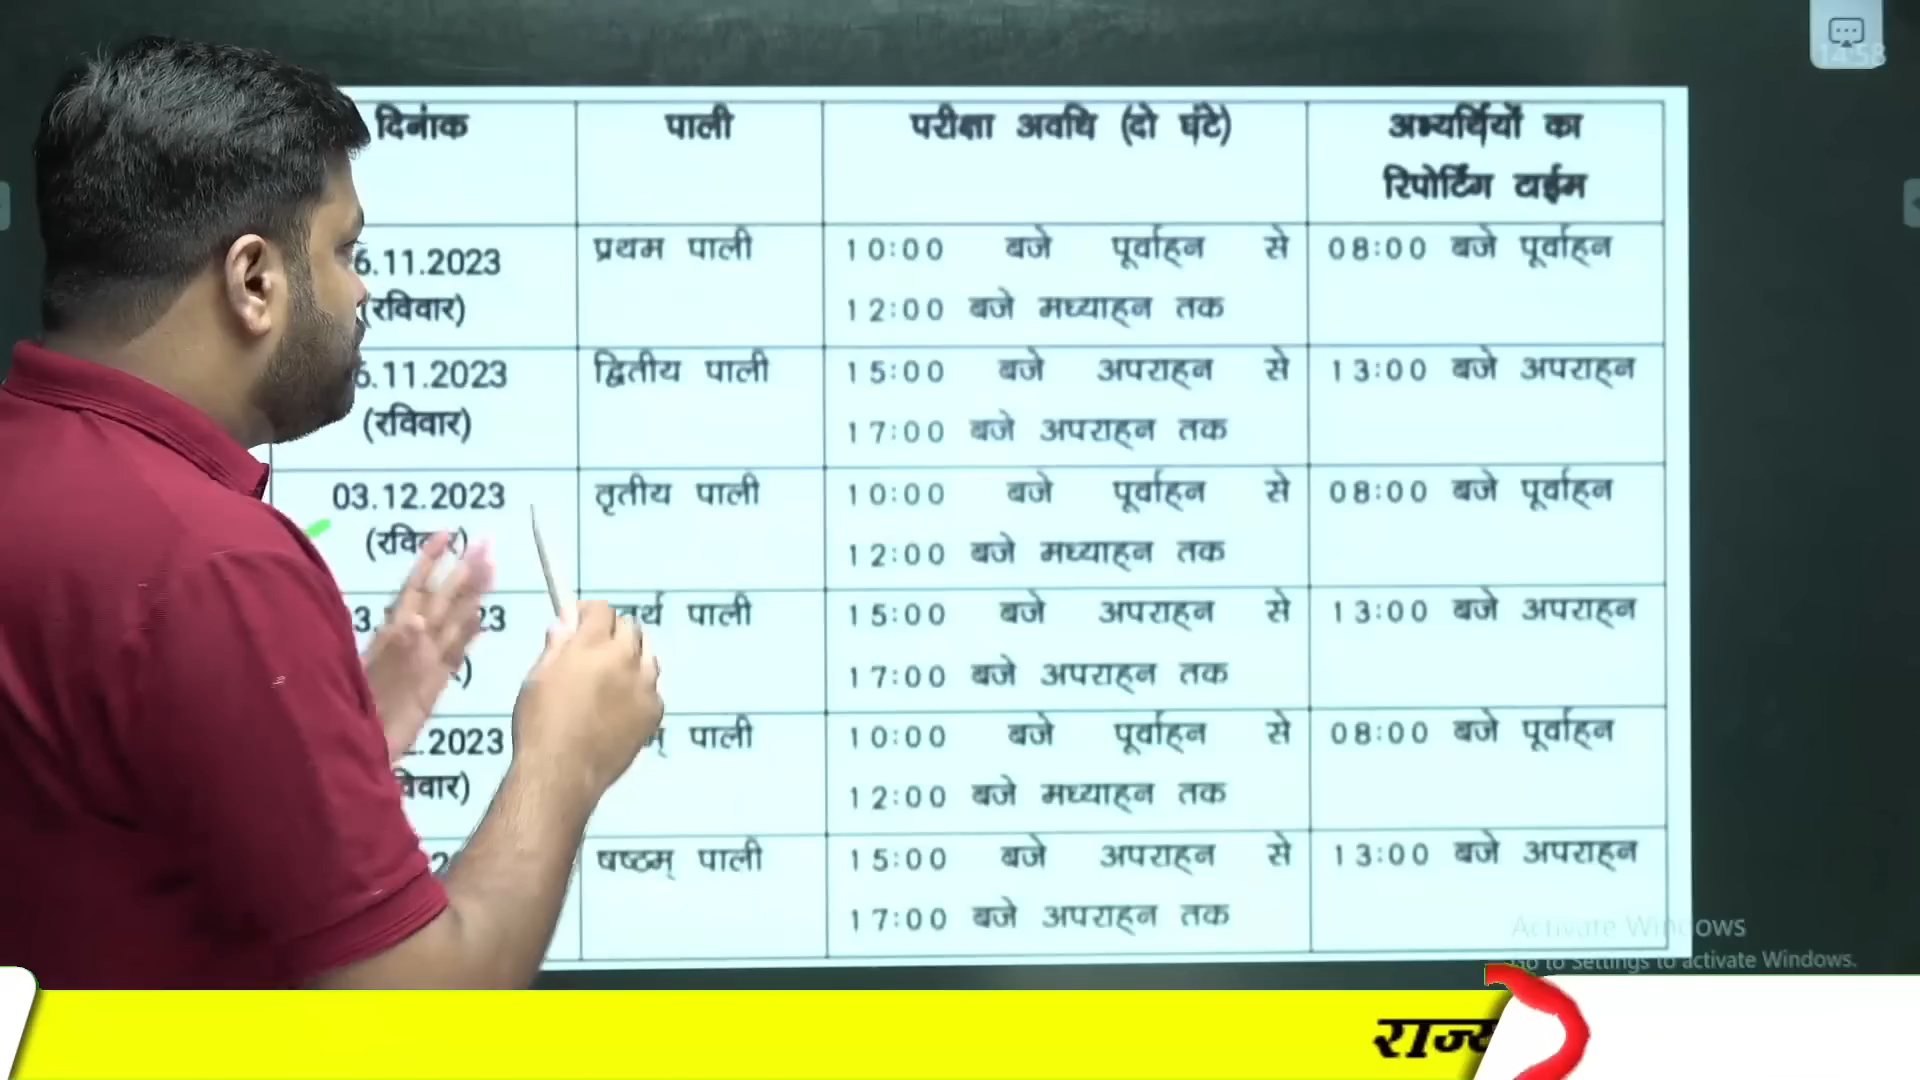 14:58
दिनांक पाली परीक्षा अवधि (दो घंटे) अभ्यर्थियों का
रिपोर्टिंग टाईम
6.11.2023 प्रथम पाली 10:00 बजे पूर्वाह्न से 08:00 बजे पूर्वाह्न
(रविवार) 12:00 बजे मध्याह्न तक
6.11.2023 द्वितीय पाली 15:00 बजे अपराह्न से 13:00 बजे अपराह्न
(रविवार) 17:00 बजे अपराह्न तक
03.12.2023 तृतीय पाली 10:00 बजे पूर्वाह्न से 08:00 बजे पूर्वाह्न
12:00 बजे मध्याह्न तक
पाली 15:00 बजे अपराह्न से 13:00 बजे अपराह्न
17:00 बजे अपराह्न तक
.2023 पाली 10:00 बजे पूर्वाह्न से 08:00 बजे पूर्वाह्न
12:00 बजे मध्याह्न तक
षष्ठम् पाली 15:00 बजे अपराह्न से 13:00 बजे अपराह्न
17:00 बजे अपराह्न तक
Activate Windows
Go to Settings to activate Windows.